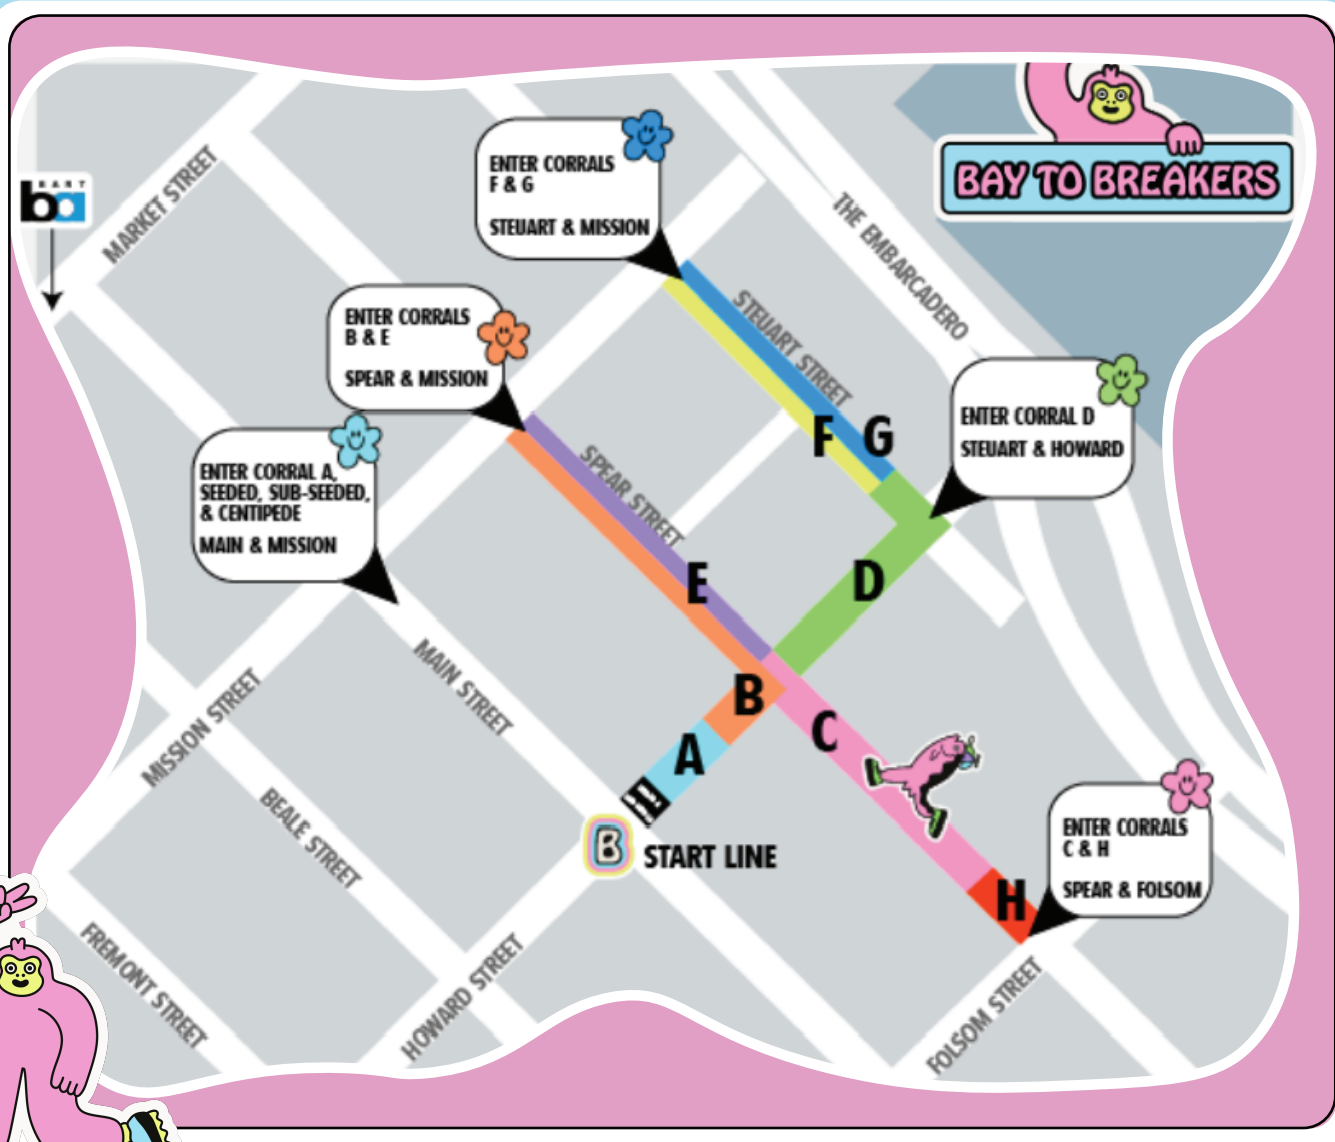 BAY TO BREAKERS
BART
ba
MARKET STREET
ENTER CORRALS
F & G
STEUART & MISSION
THE EMBARCADERO
ENTER CORRALS
B & E
SPEAR & MISSION
STEUART STREET
ENTER CORRAL D
STEUART & HOWARD
F
G
ENTER CORRAL A,
SEEDED, SUB-SEEDED,
& CENTIPEDE
MAIN & MISSION
SPEAR STREET
E
D
MAIN STREET
MISSION STREET
B
C
A
BEALE STREET
B
START LINE
ENTER CORRALS
C & H
SPEAR & FOLSOM
H
FREMONT STREET
HOWARD STREET
FOLSOM STREET